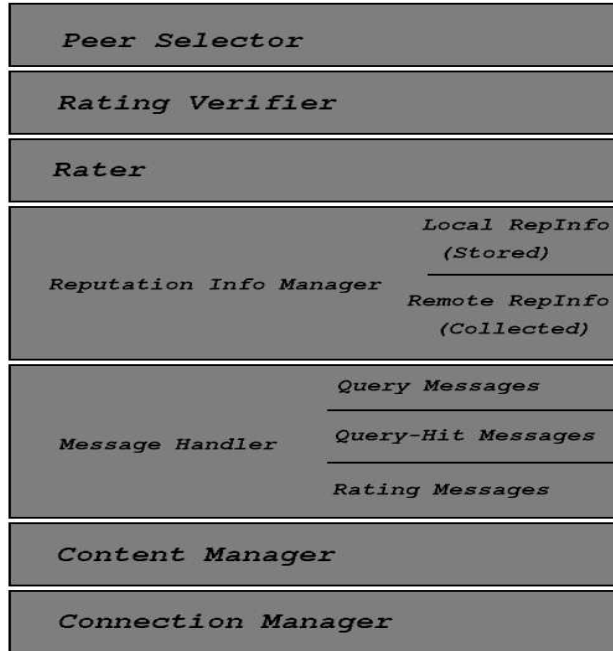 Peer Selector
Rating Verifier
Rater
Reputation Info Manager
Local RepInfo
(Stored)
Remote RepInfo
(Collected)
Message Handler
Query Messages
Query-Hit Messages
Rating Messages
Content Manager
Connection Manager